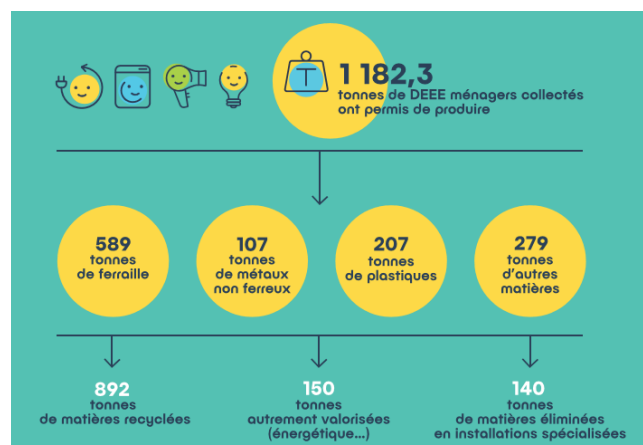 1 182,3
tonnes de DEEE ménagers collectés
ont permis de produire
589
tonnes
de ferraille
107
tonnes
de métaux
non ferreux
207
tonnes
de plastiques
279
tonnes
d'autres
matières
892
tonnes
de matières recyclées
150
tonnes
autrement valorisées
(énergétique...)
140
tonnes
de matières éliminées
en installations spécialisées